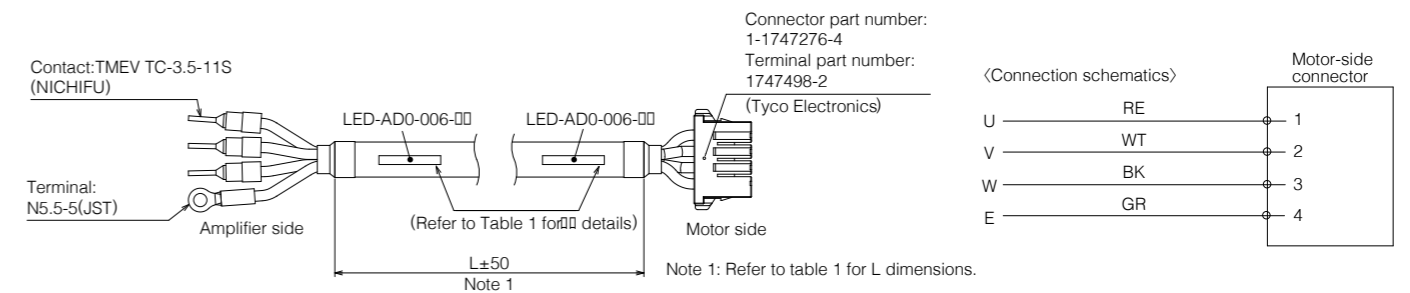 Connector part number:
1-1747276-4
Terminal part number:
1747498-2
(Tyco Electronics)
Contact:TMEV TC-3.5-11S
(NICHIFU)
LED-AD0-006-▯▯
LED-AD0-006-▯▯
Terminal:
N5.5-5(JST)
Amplifier side
(Refer to Table 1 for▯▯ details)
Motor side
L±50
Note 1
Note 1: Refer to table 1 for L dimensions.
〈Connection schematics〉
Motor-side
connector
U RE 1
V WT 2
W BK 3
E GR 4